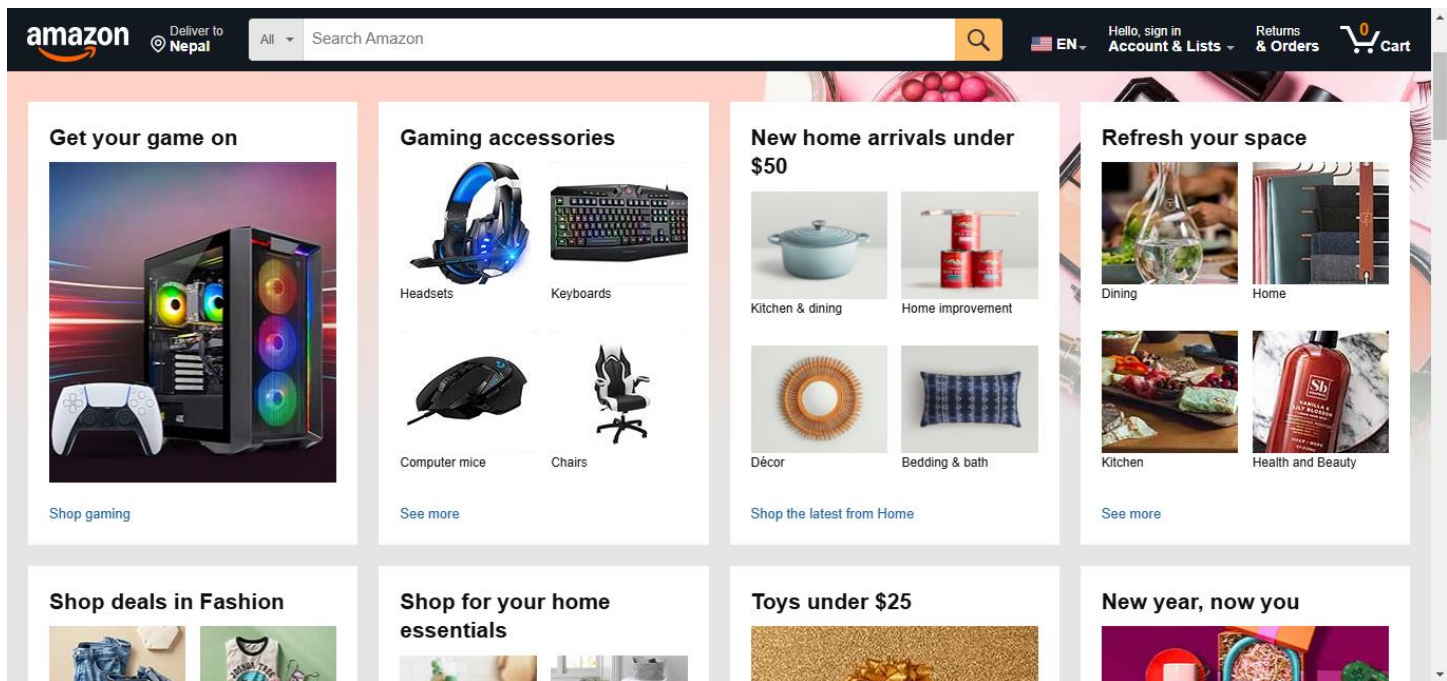 amazon
Deliver to
Nepal
All
Search Amazon
EN
Hello, sign in
Account & Lists
Returns
& Orders
0
Cart
Get your game on
Shop gaming
Gaming accessories
Headsets
Keyboards
Computer mice
Chairs
See more
New home arrivals under
$50
Kitchen & dining
Home improvement
Décor
Bedding & bath
Shop the latest from Home
Refresh your space
Dining
Home
Kitchen
Sb
VANILLA &
LILY BLOSSOM
Health and Beauty
See more
Shop deals in Fashion
Shop for your home
essentials
Toys under $25
New year, now you